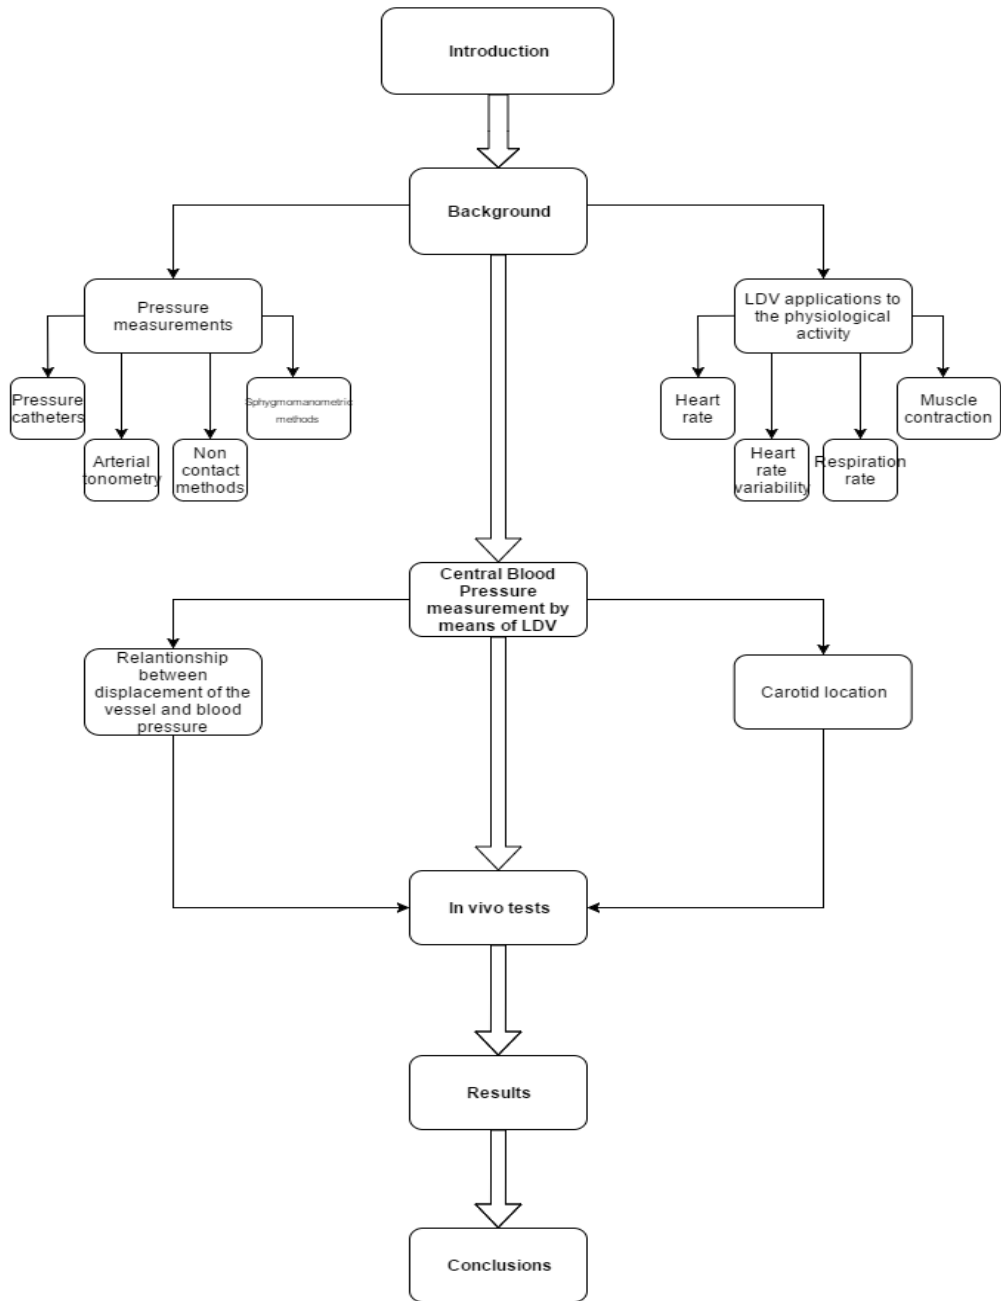 Introduction
Background
Pressure
measurements
LDV applications to
the physiological
activity
Pressure
catheters
Arterial
tonometry
Non
contact
methods
Sphygmomanometric
methods
Heart
rate
Heart
rate
variability
Respiration
rate
Muscle
contraction
Central Blood
Pressure
measurement by
means of LDV
Relantionship
between
displacement of the
vessel and blood
pressure
Carotid location
In vivo tests
Results
Conclusions